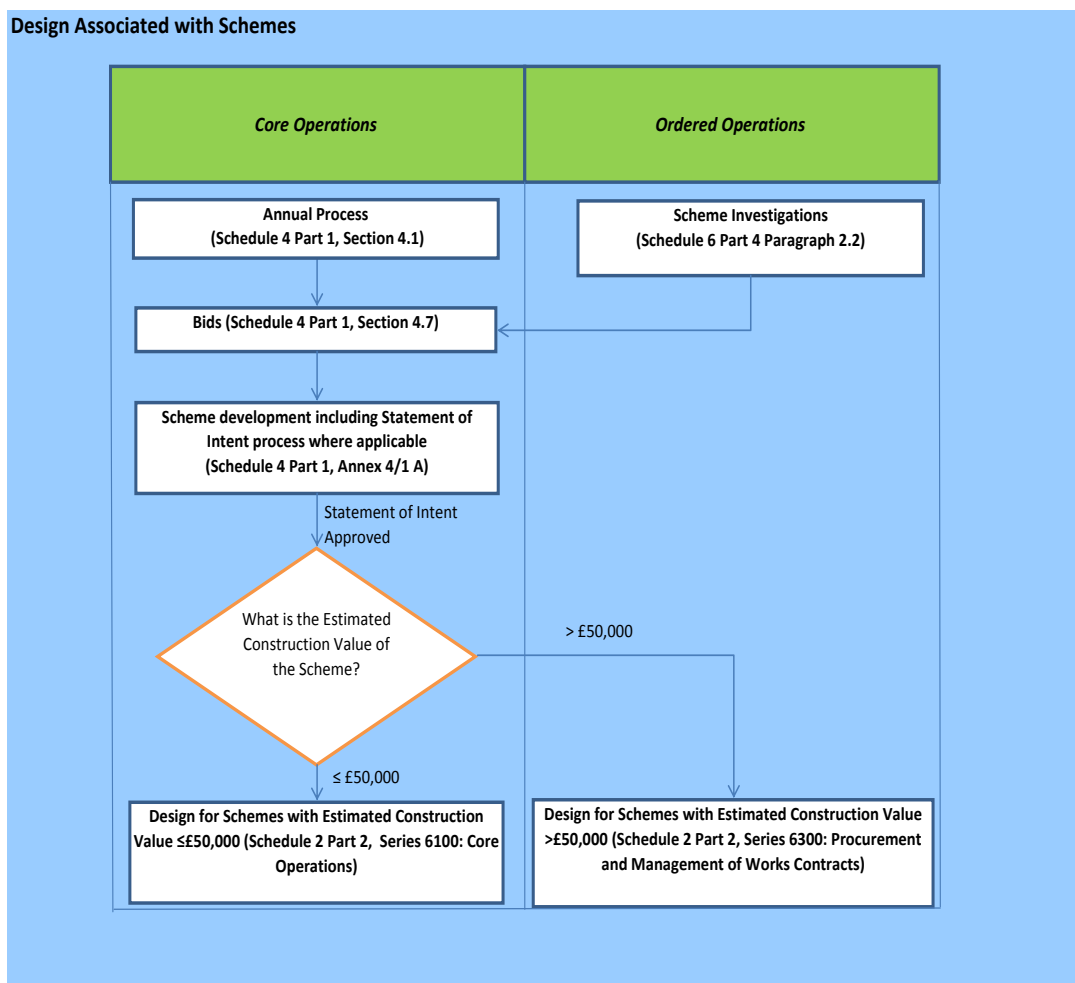 Design Associated with Schemes
Core Operations
Ordered Operations
Annual Process
(Schedule 4 Part 1, Section 4.1)
Scheme Investigations
(Schedule 6 Part 4 Paragraph 2.2)
Bids (Schedule 4 Part 1, Section 4.7)
Scheme development including Statement of
Intent process where applicable
(Schedule 4 Part 1, Annex 4/1 A)
Statement of Intent
Approved
What is the Estimated
Construction Value of
the Scheme?
> £50,000
≤ £50,000
Design for Schemes with Estimated Construction
Value ≤£50,000 (Schedule 2 Part 2, Series 6100: Core
Operations)
Design for Schemes with Estimated Construction Value
>£50,000 (Schedule 2 Part 2, Series 6300: Procurement
and Management of Works Contracts)